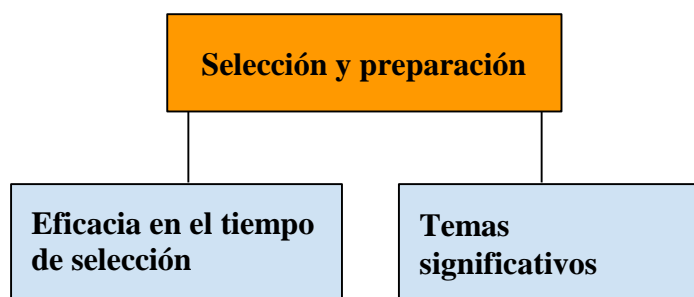 Selección y preparación
Eficacia en el tiempo
de selección
Temas
significativos